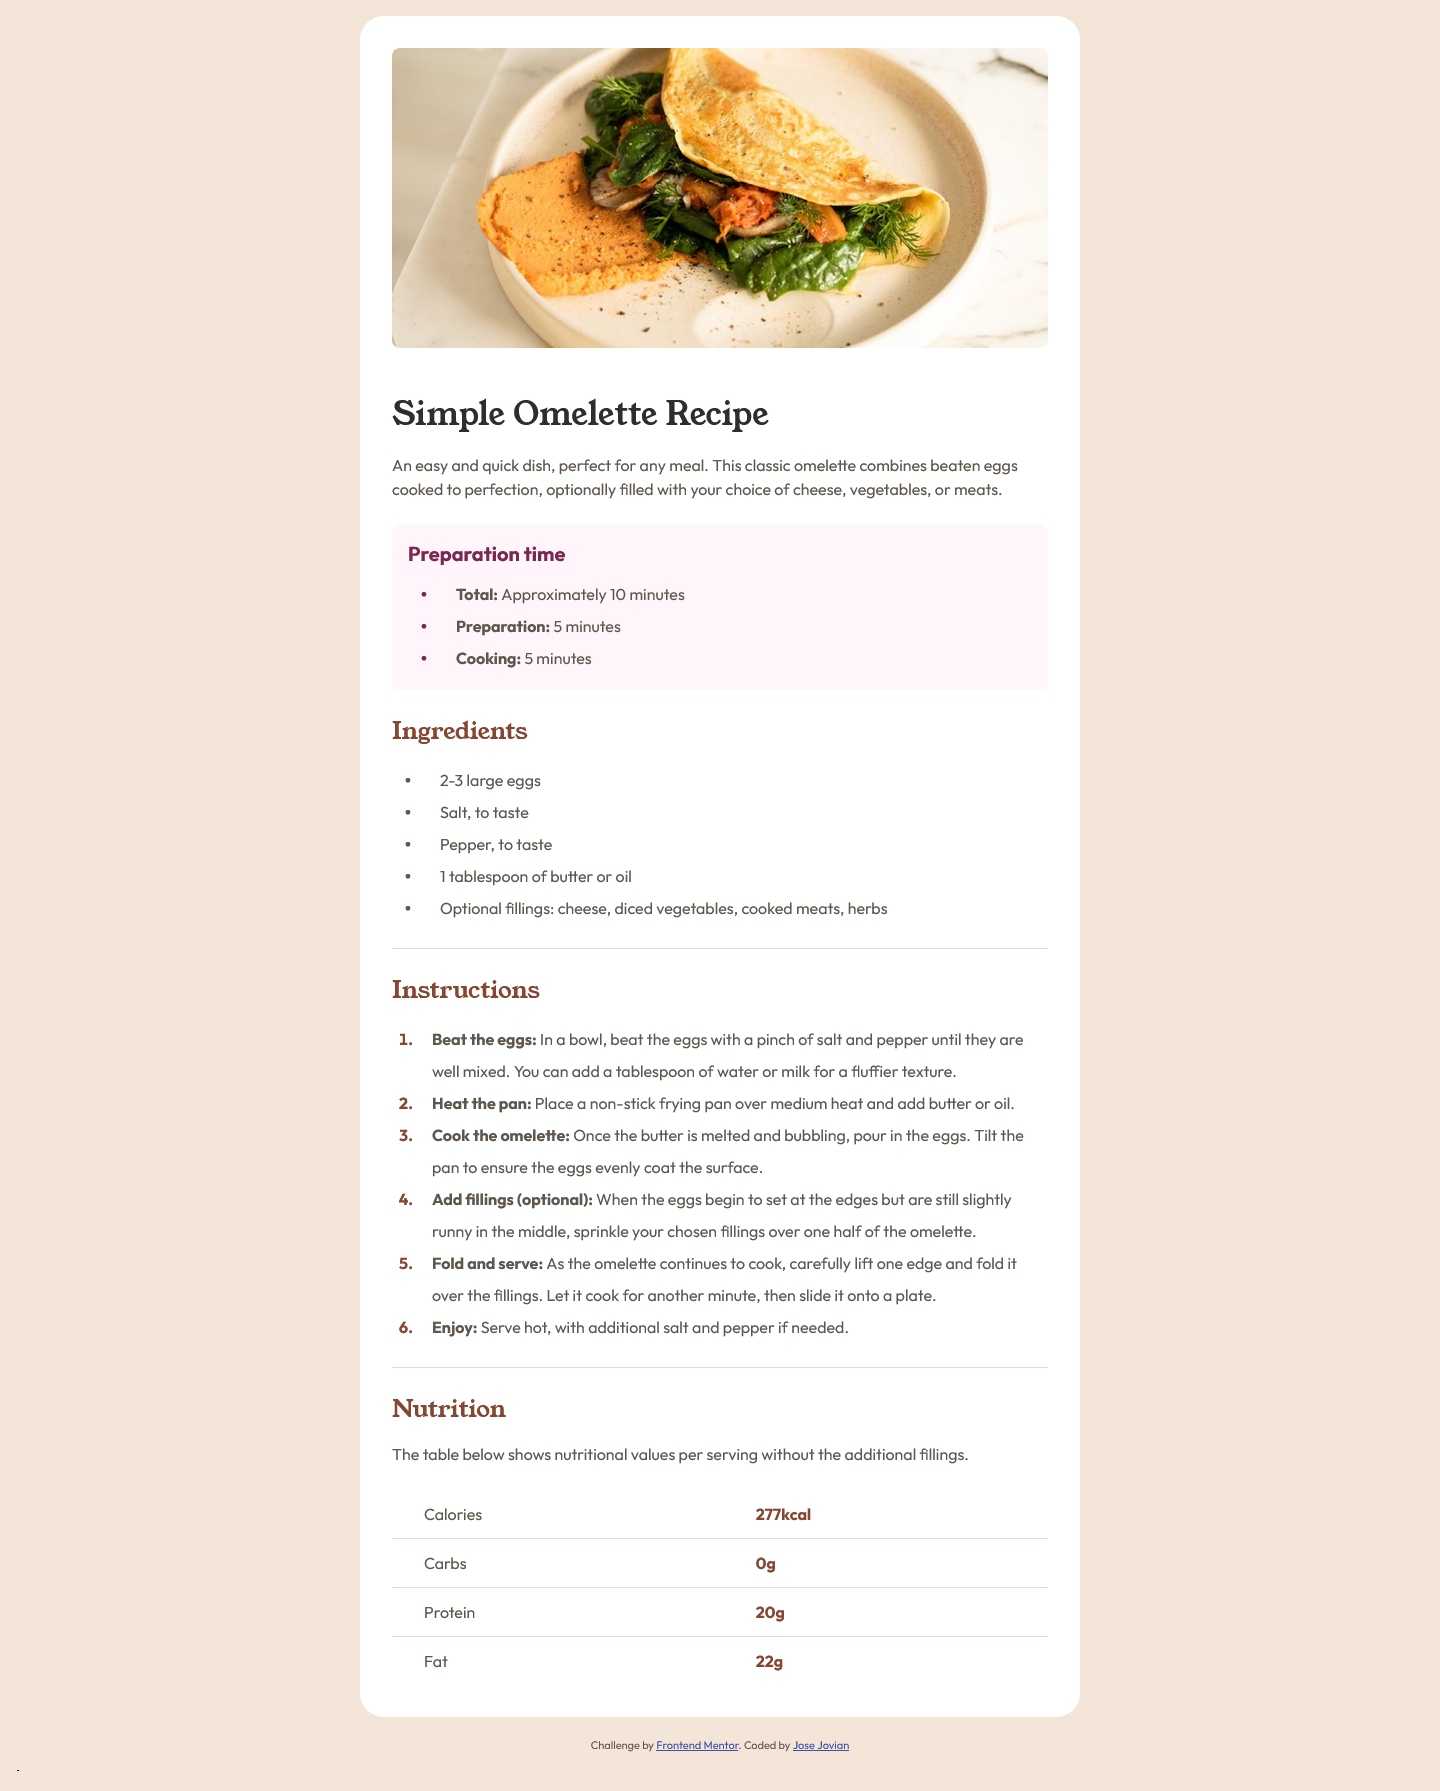 Simple Omelette Recipe
An easy and quick dish, perfect for any meal. This classic omelette combines beaten eggs
cooked to perfection, optionally filled with your choice of cheese, vegetables, or meats.
Preparation time
• Total: Approximately 10 minutes
• Preparation: 5 minutes
• Cooking: 5 minutes
Ingredients
• 2-3 large eggs
• Salt, to taste
• Pepper, to taste
• 1 tablespoon of butter or oil
• Optional fillings: cheese, diced vegetables, cooked meats, herbs
Instructions
1. Beat the eggs: In a bowl, beat the eggs with a pinch of salt and pepper until they are
well mixed. You can add a tablespoon of water or milk for a fluffier texture.
2. Heat the pan: Place a non-stick frying pan over medium heat and add butter or oil.
3. Cook the omelette: Once the butter is melted and bubbling, pour in the eggs. Tilt the
pan to ensure the eggs evenly coat the surface.
4. Add fillings (optional): When the eggs begin to set at the edges but are still slightly
runny in the middle, sprinkle your chosen fillings over one half of the omelette.
5. Fold and serve: As the omelette continues to cook, carefully lift one edge and fold it
over the fillings. Let it cook for another minute, then slide it onto a plate.
6. Enjoy: Serve hot, with additional salt and pepper if needed.
Nutrition
The table below shows nutritional values per serving without the additional fillings.
Calories 277kcal
Carbs 0g
Protein 20g
Fat 22g
Challenge by Frontend Mentor. Coded by Jose Jovian
.